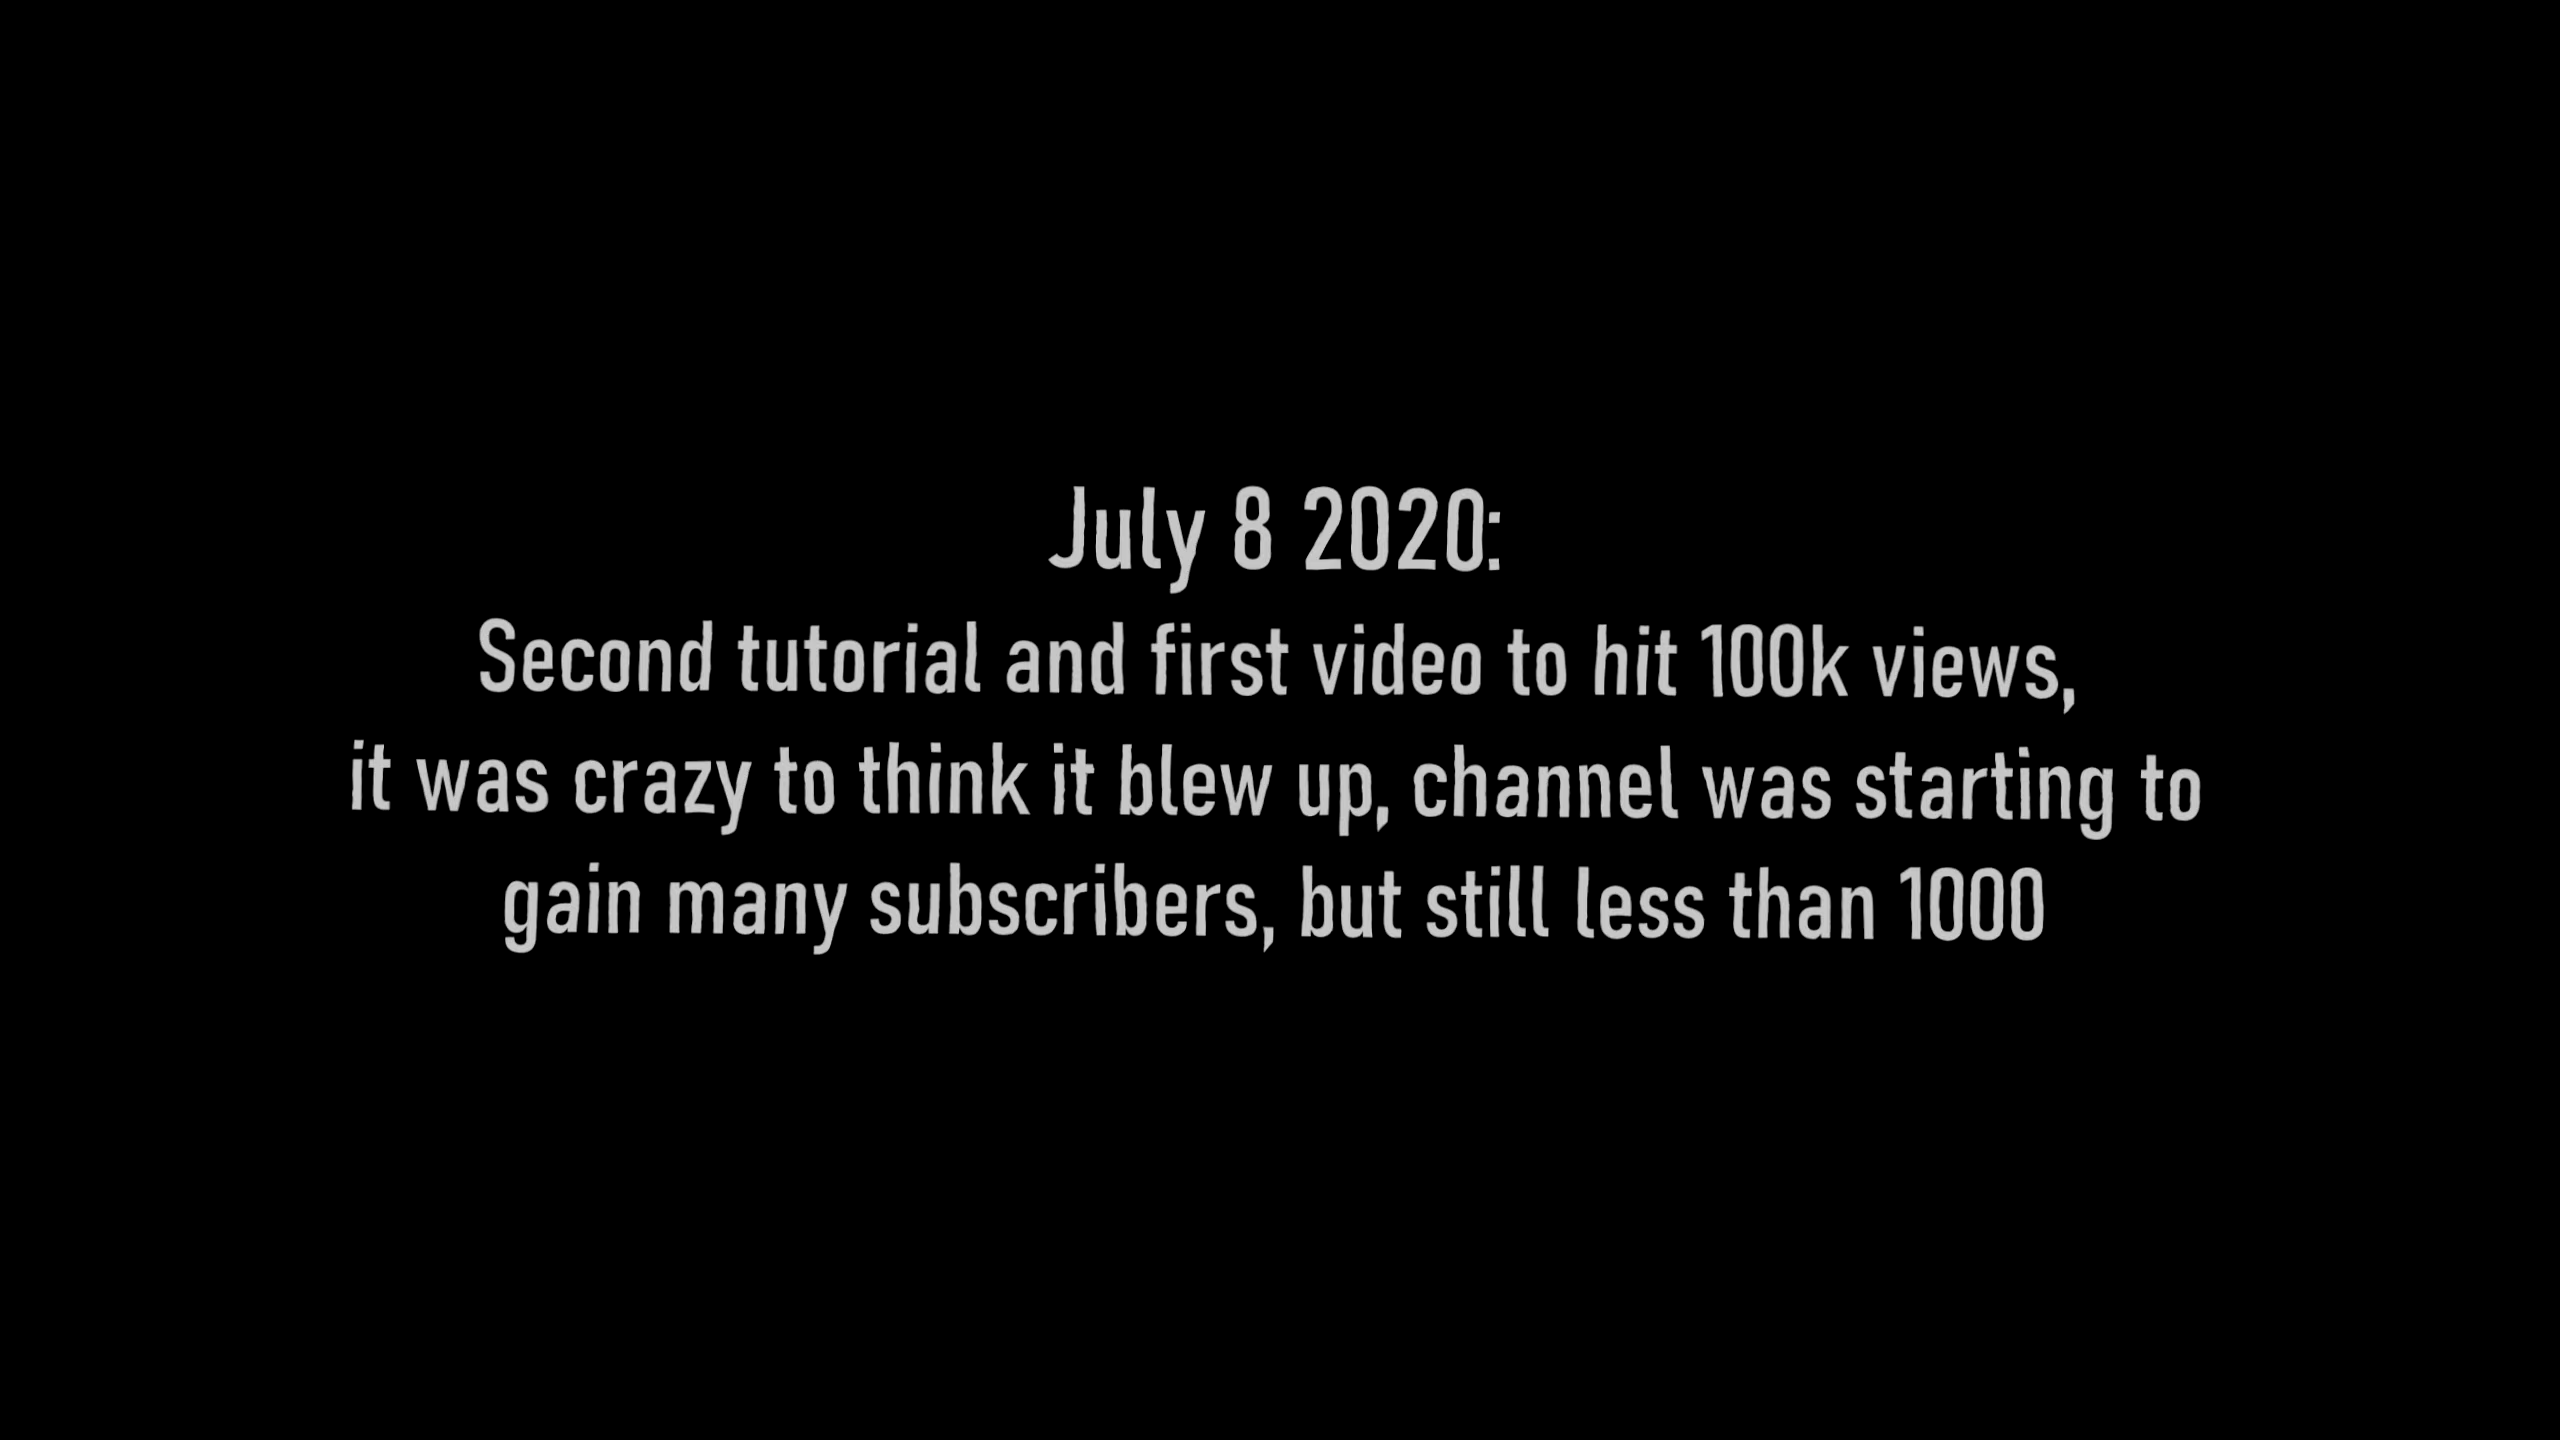 July 8 2020:
Second tutorial and first video to hit 100k views,
it was crazy to think it blew up, channel was starting to
gain many subscribers, but still less than 1000